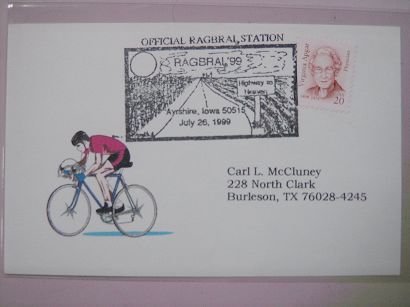 OFFICIAL RAGBRAI STATION
RAGBRAI '99
Highway to
Heaven
Ayrshire, Iowa 50515
July 26, 1999
Virginia Apgar
Physician
20
Carl L. McCluney
228 North Clark
Burleson, TX 76028-4245